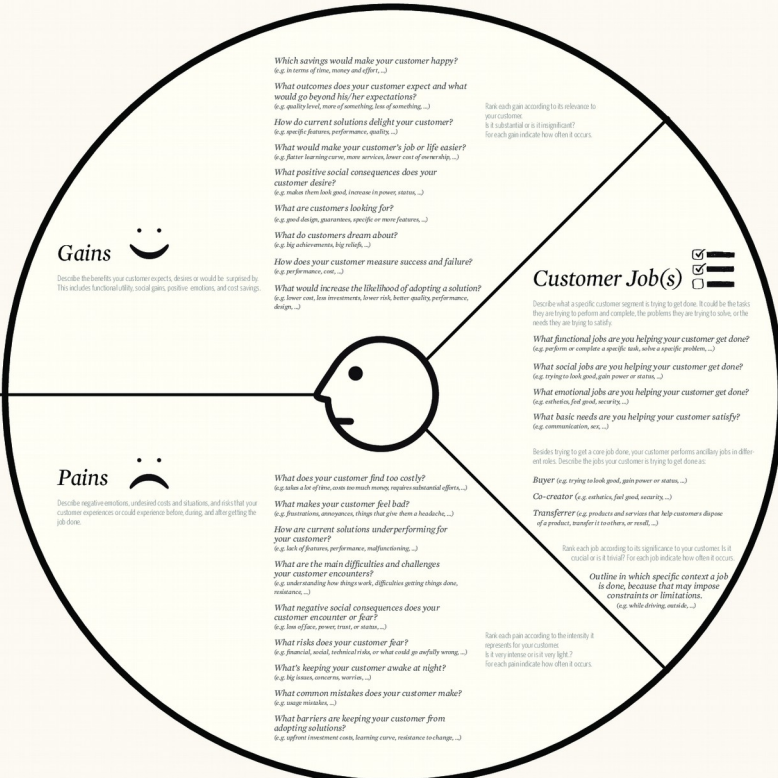 Gains
Describe the benefits your customer expects, desires or would be surprised by.
This includes functional utility, social gains, positive emotions, and cost savings.
Which savings would make your customer happy?
(e.g. in terms of time, money and effort, ...)
What outcomes does your customer expect and what
would go beyond his/her expectations?
(e.g. quality level, more of something, less of something, ...)
How do current solutions delight your customer?
(e.g. specific features, performance, quality, ...)
What would make your customer's job or life easier?
(e.g. flatter learning curve, more services, lower cost of ownership, ...)
What positive social consequences does your
customer desire?
(e.g. makes them look good, increase in power, status, ...)
What are customers looking for?
(e.g. good design, guarantees, specific or more features, ...)
What do customers dream about?
(e.g. big achievements, big reliefs, ...)
How does your customer measure success and failure?
(e.g. performance, cost, ...)
What would increase the likelihood of adopting a solution?
(e.g. lower cost, less investments, lower risk, better quality, performance,
design, ...)
Rank each gain according to its relevance to
your customer.
Is it substantial or is it insignificant?
For each gain indicate how often it occurs.
Customer Job(s)
Describe what a specific customer segment is trying to get done. It could be the tasks
they are trying to perform and complete, the problems they are trying to solve, or the
needs they are trying to satisfy.
What functional jobs are you helping your customer get done?
(e.g. perform or complete a specific task, solve a specific problem, ...)
What social jobs are you helping your customer get done?
(e.g. trying to look good, gain power or status, ...)
What emotional jobs are you helping your customer get done?
(e.g. esthetics, feel good, security, ...)
What basic needs are you helping your customer satisfy?
(e.g. communication, sex, ...)
Besides trying to get a core job done, your customer performs ancillary jobs in differ-
ent roles. Describe the jobs your customer is trying to get done as:
Buyer (e.g. trying to look good, gain power or status, ...)
Co-creator (e.g. esthetics, feel good, security, ...)
Transferrer (e.g. products and services that help customers dispose
of a product, transfer it to others, or resell, ...)
Rank each job according to its significance to your customer. Is it
crucial or is it trivial? For each job indicate how often it occurs.
Outline in which specific context a job
is done, because that may impose
constraints or limitations.
(e.g. while driving, outside, ...)
Pains
Describe negative emotions, undesired costs and situations, and risks that your
customer experiences or could experience before, during, and after getting the
job done.
What does your customer find too costly?
(e.g. takes a lot of time, costs too much money, requires substantial efforts, ...)
What makes your customer feel bad?
(e.g. frustrations, annoyances, things that give them a headache, ...)
How are current solutions underperforming for
your customer?
(e.g. lack of features, performance, malfunctioning, ...)
What are the main difficulties and challenges
your customer encounters?
(e.g. understanding how things work, difficulties getting things done,
resistance, ...)
What negative social consequences does your
customer encounter or fear?
(e.g. loss of face, power, trust, or status, ...)
What risks does your customer fear?
(e.g. financial, social, technical risks, or what could go awfully wrong, ...)
What's keeping your customer awake at night?
(e.g. big issues, concerns, worries, ...)
What common mistakes does your customer make?
(e.g. usage mistakes, ...)
What barriers are keeping your customer from
adopting solutions?
(e.g. upfront investment costs, learning curve, resistance to change, ...)
Rank each pain according to the intensity it
represents for your customer.
Is it very intense or is it very light.?
For each pain indicate how often it occurs.